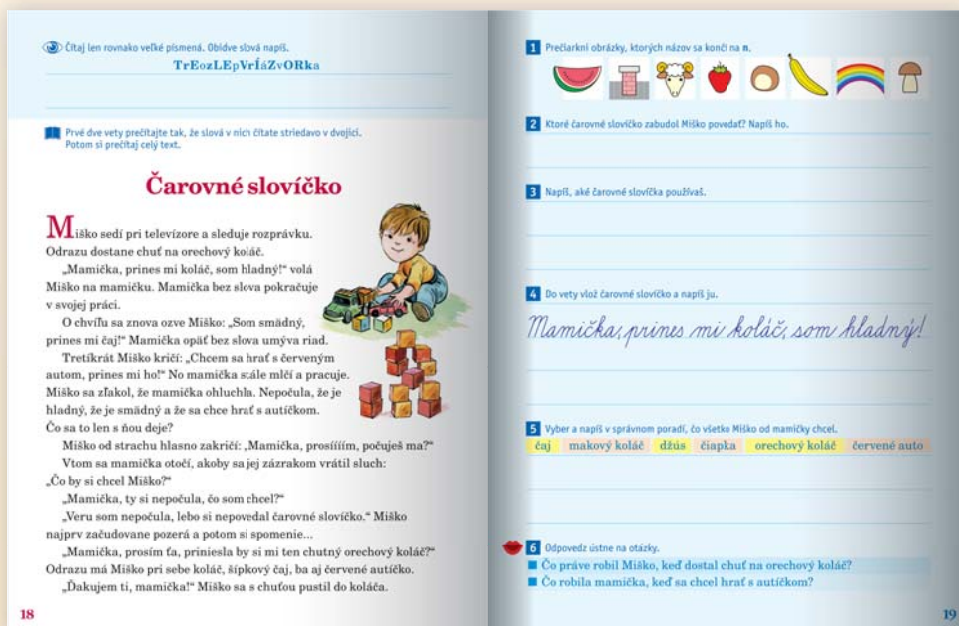 Čítaj len rovnako veľké písmená. Obidve slová napíš.
TrEozLEpVrÍáZvORka
Prvé dve vety prečítajte tak, že slová v nich čítate striedavo v dvojici.
Potom si prečítaj celý text.
Čarovné slovíčko
Miško sedí pri televízore a sleduje rozprávku.
Odrazu dostane chuť na orechový koláč.
„Mamička, prines mi koláč, som hladný!“ volá
Miško na mamičku. Mamička bez slova pokračuje
v svojej práci.
O chvíľu sa znova ozve Miško: „Som smädný,
prines mi čaj!“ Mamička opäť bez slova umýva riad.
Tretíkrát Miško kričí: „Chcem sa hrať s červeným
autom, prines mi ho!“ No mamička stále mlčí a pracuje.
Miško sa zľakol, že mamička ohluchla. Nepočula, že je
hladný, že je smädný a že sa chce hrať s autíčkom.
Čo sa to len s ňou deje?
Miško od strachu hlasno zakričí: „Mamička, prosíííím, počuješ ma?“
Vtom sa mamička otočí, akoby sa jej zázrakom vrátil sluch:
„Čo by si chcel Miško?“
„Mamička, ty si nepočula, čo som chcel?“
„Veru som nepočula, lebo si nepovedal čarovné slovíčko.“ Miško
najprv začudovane pozerá a potom si spomenie...
„Mamička, prosím ťa, priniesla by si mi ten chutný orechový koláč?“
Odrazu má Miško pri sebe koláč, šípkový čaj, ba aj červené autíčko.
„Ďakujem ti, mamička!“ Miško sa s chuťou pustil do koláča.
18
1 Prečiarkni obrázky, ktorých názov sa končí na n.
2 Ktoré čarovné slovíčko zabudol Miško povedať? Napíš ho.
3 Napíš, aké čarovné slovíčka používaš.
4 Do vety vlož čarovné slovíčko a napíš ju.
Mamička, prines mi koláč, som hladný!
5 Vyber a napíš v správnom poradí, čo všetko Miško od mamičky chcel.
čaj makový koláč džús čiapka orechový koláč červené auto
6 Odpovedz ústne na otázky.
Čo práve robil Miško, keď dostal chuť na orechový koláč?
Čo robila mamička, keď sa chcel hrať s autíčkom?
19